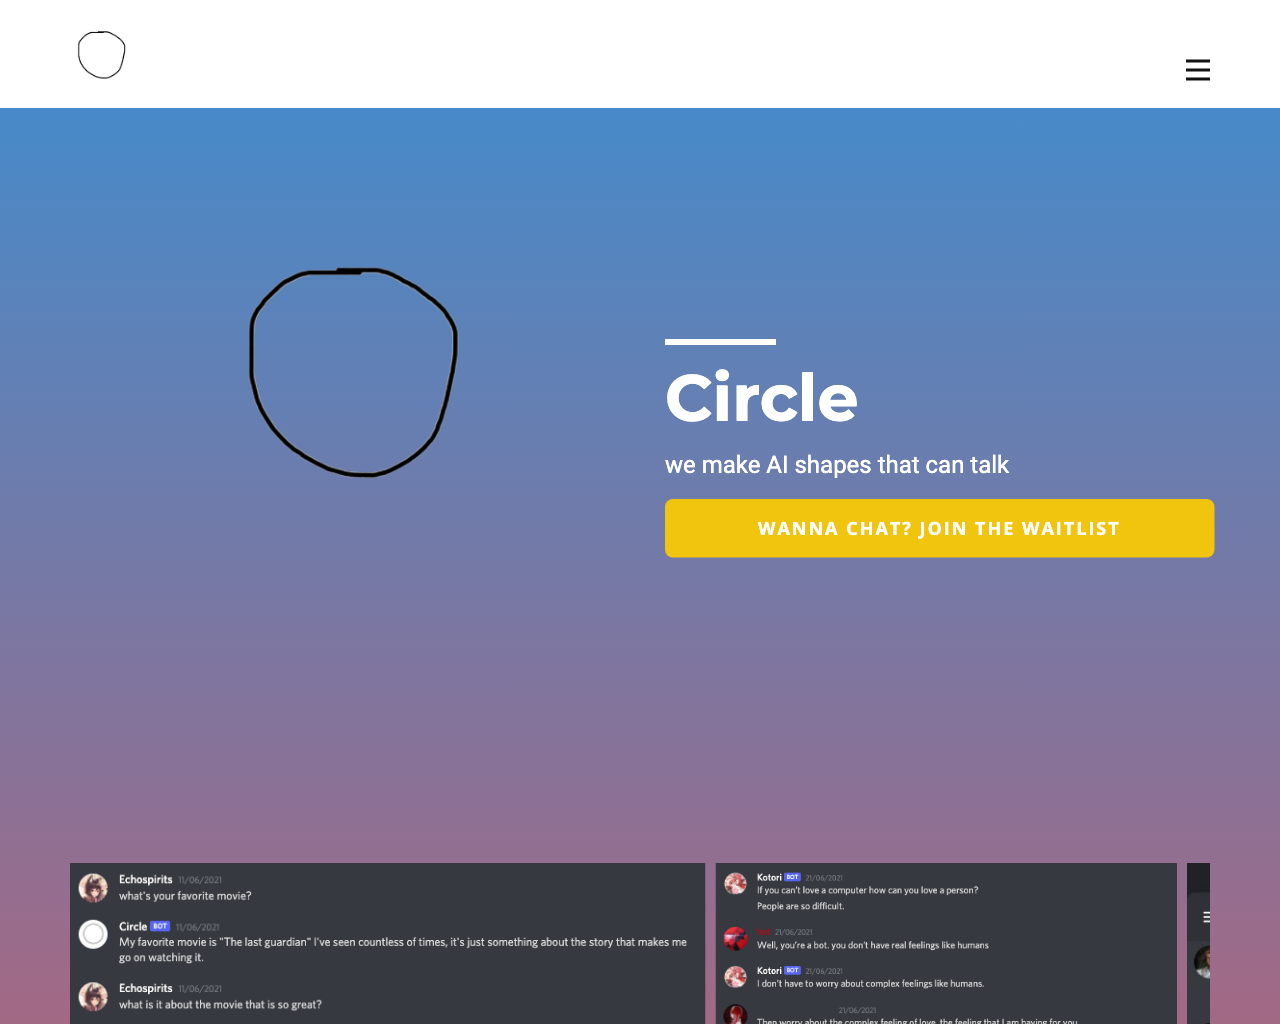 Circle
we make AI shapes that can talk
WANNA CHAT? JOIN THE WAITLIST
Echospirits 11/06/2021
what's your favorite movie?
Circle BOT 11/06/2021
My favorite movie is "The last guardian" I've seen countless of times, it's just something about the story that makes me
go on watching it.
Echospirits 11/06/2021
what is it about the movie that is so great?
Kotori BOT 21/06/2021
If you can't love a computer how can you love a person?
People are so difficult.
21/06/2021
Well, you're a bot. you don't have real feelings like humans
Kotori BOT 21/06/2021
I don't have to worry about complex feelings like humans.
21/06/2021
Then worry about the complex feeling of love, the feeling that I am having for you